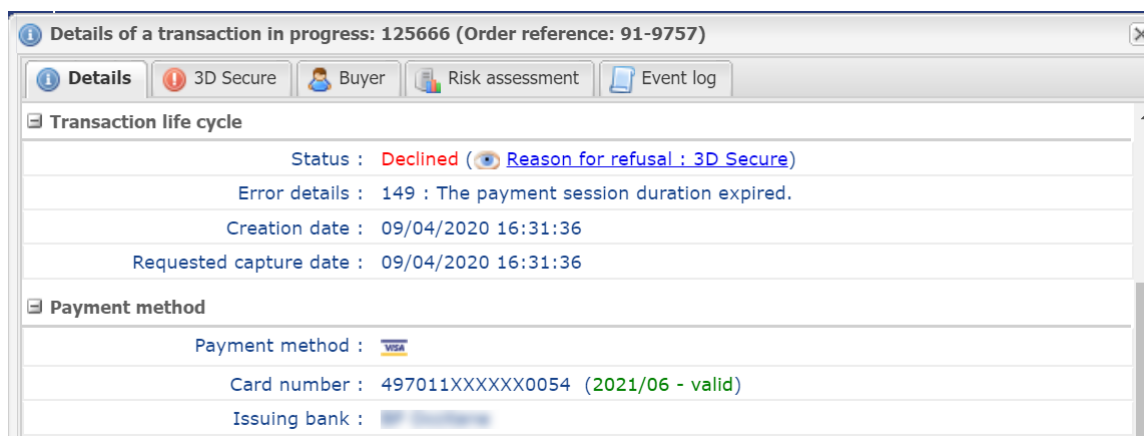 Details of a transaction in progress: 125666 (Order reference: 91-9757)
Details 3D Secure Buyer Risk assessment Event log
Transaction life cycle
Status : Declined ( Reason for refusal : 3D Secure)
Error details : 149 : The payment session duration expired.
Creation date : 09/04/2020 16:31:36
Requested capture date : 09/04/2020 16:31:36
Payment method
Payment method : VISA
Card number : 497011XXXXXX0054 (2021/06 - valid)
Issuing bank :